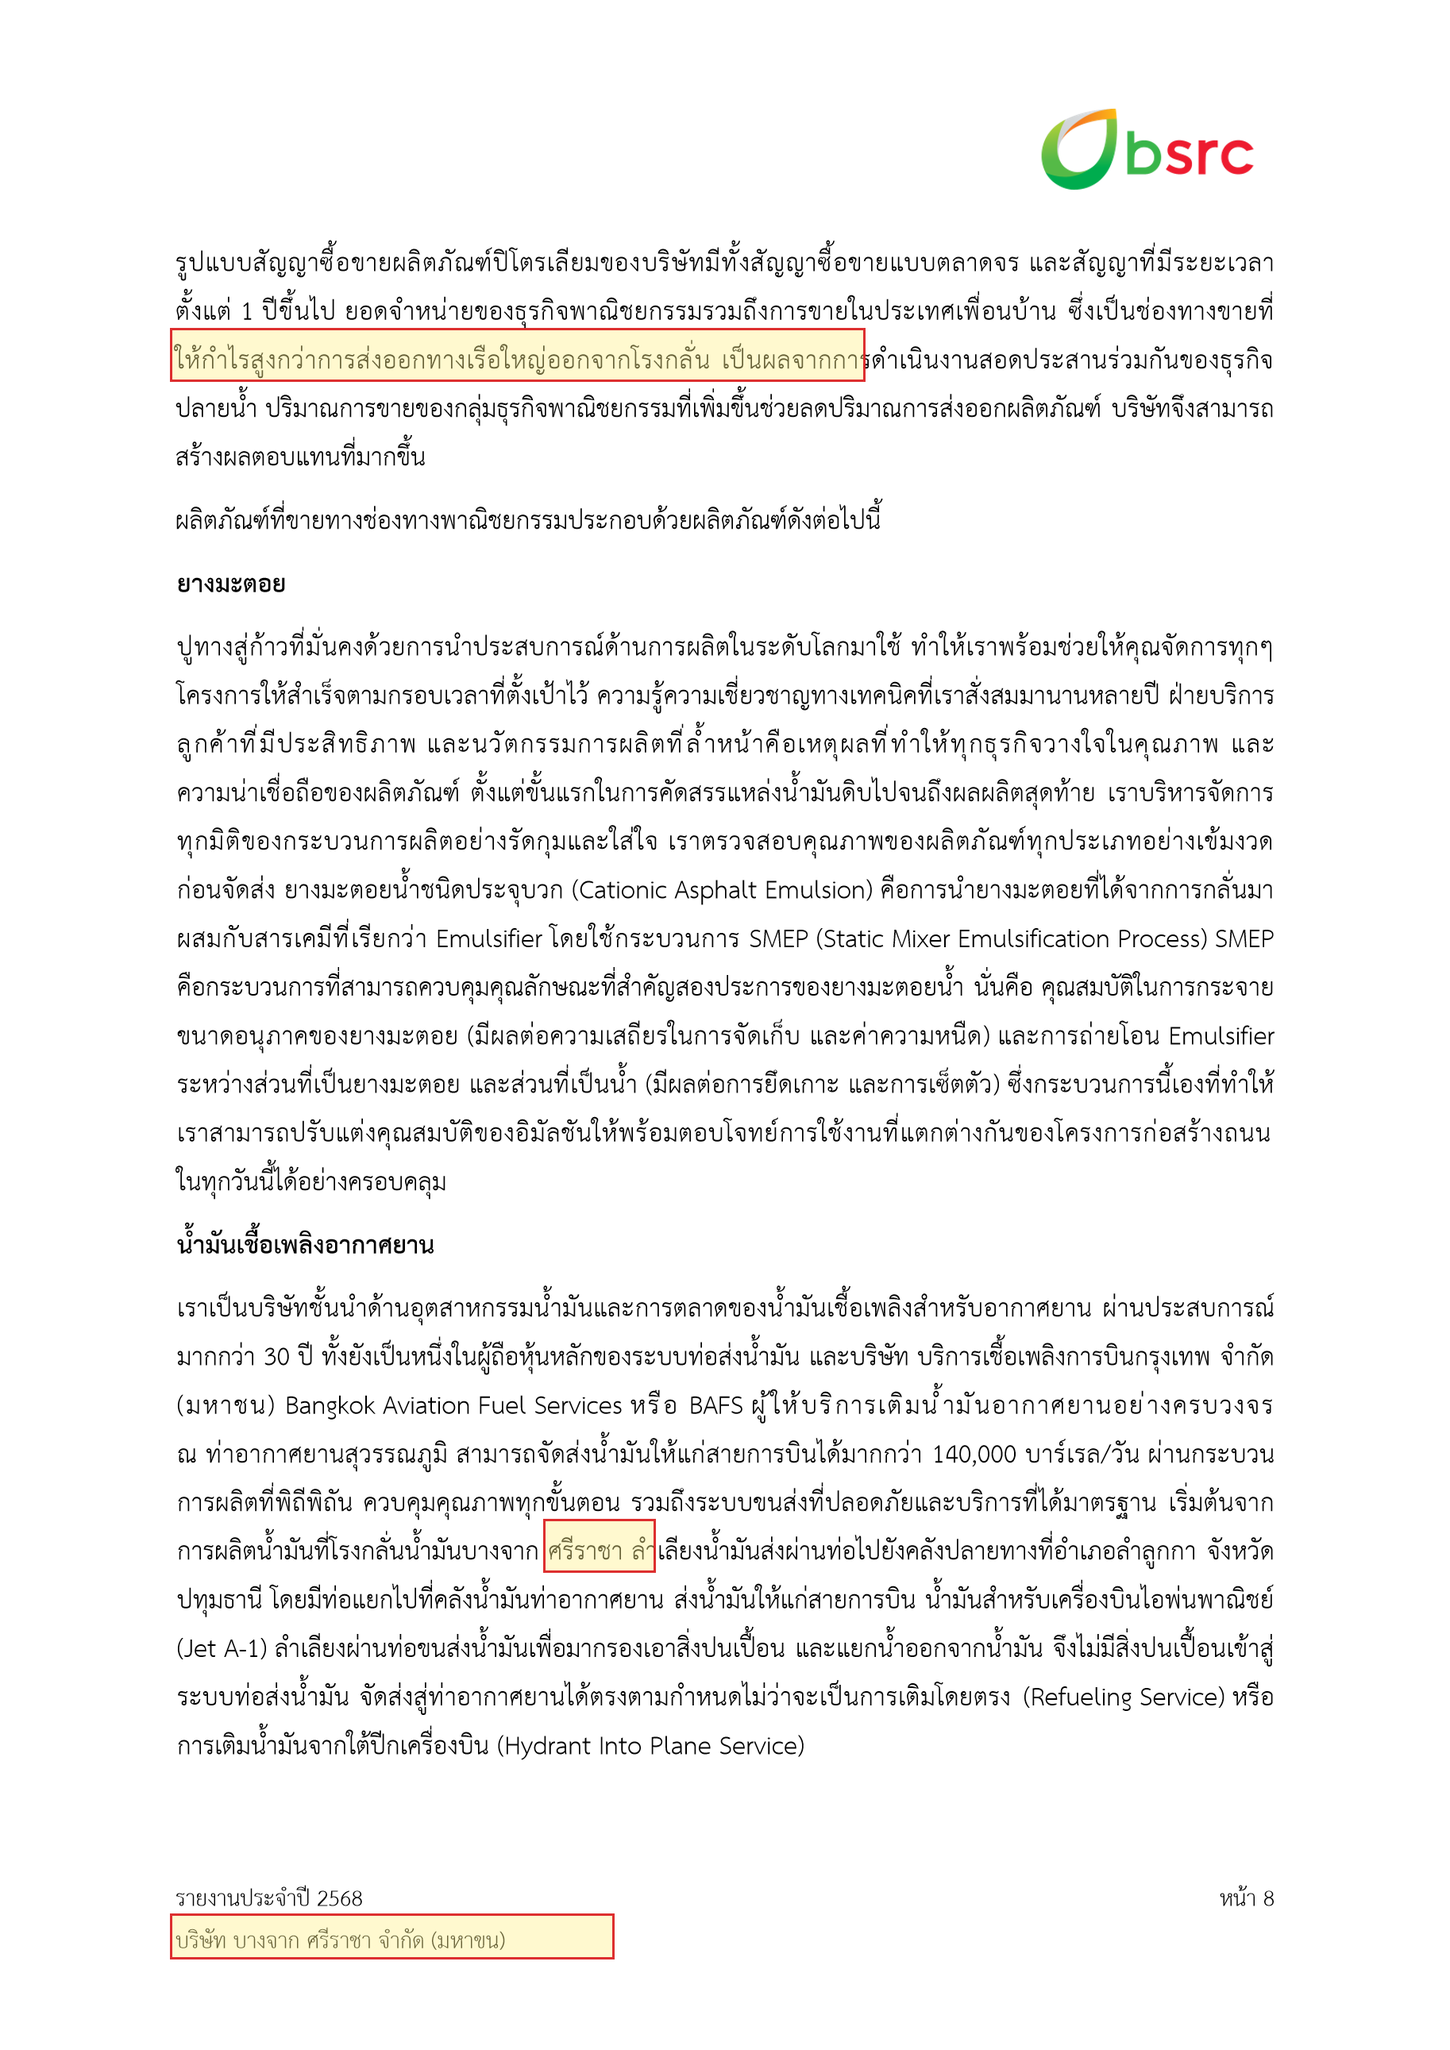 bsrc
รูปแบบสัญญาซื้อขายผลิตภัณฑ์ปิโตรเลียมของบริษัทมีทั้งสัญญาซื้อขายแบบตลาดจร และสัญญาที่มีระยะเวลา
ตั้งแต่ 1 ปีขึ้นไป ยอดจำหน่ายของธุรกิจพาณิชยกรรมรวมถึงการขายในประเทศเพื่อนบ้าน ซึ่งเป็นช่องทางขายที่
ให้กำไรสูงกว่าการส่งออกทางเรือใหญ่ออกจากโรงกลั่น เป็นผลจากการดำเนินงานสอดประสานร่วมกันของธุรกิจ
ปลายน้ำ ปริมาณการขายของกลุ่มธุรกิจพาณิชยกรรมที่เพิ่มขึ้นช่วยลดปริมาณการส่งออกผลิตภัณฑ์ บริษัทจึงสามารถ
สร้างผลตอบแทนที่มากขึ้น
ผลิตภัณฑ์ที่ขายทางช่องทางพาณิชยกรรมประกอบด้วยผลิตภัณฑ์ดังต่อไปนี้
ยางมะตอย
ปูทางสู่ก้าวที่มั่นคงด้วยการนำประสบการณ์ด้านการผลิตในระดับโลกมาใช้ ทำให้เราพร้อมช่วยให้คุณจัดการทุกๆ
โครงการให้สำเร็จตามกรอบเวลาที่ตั้งเป้าไว้ ความรู้ความเชี่ยวชาญทางเทคนิคที่เราสั่งสมมานานหลายปี ฝ่ายบริการ
ลูกค้าที่มีประสิทธิภาพ และนวัตกรรมการผลิตที่ล้ำหน้าคือเหตุผลที่ทำให้ทุกธุรกิจวางใจในคุณภาพ และ
ความน่าเชื่อถือของผลิตภัณฑ์ ตั้งแต่ขั้นแรกในการคัดสรรแหล่งน้ำมันดิบไปจนถึงผลผลิตสุดท้าย เราบริหารจัดการ
ทุกมิติของกระบวนการผลิตอย่างรัดกุมและใส่ใจ เราตรวจสอบคุณภาพของผลิตภัณฑ์ทุกประเภทอย่างเข้มงวด
ก่อนจัดส่ง ยางมะตอยน้ำชนิดประจุบวก (Cationic Asphalt Emulsion) คือการนำยางมะตอยที่ได้จากการกลั่นมา
ผสมกับสารเคมีที่เรียกว่า Emulsifier โดยใช้กระบวนการ SMEP (Static Mixer Emulsification Process) SMEP
คือกระบวนการที่สามารถควบคุมคุณลักษณะที่สำคัญสองประการของยางมะตอยน้ำ นั่นคือ คุณสมบัติในการกระจาย
ขนาดอนุภาคของยางมะตอย (มีผลต่อความเสถียรในการจัดเก็บ และค่าความหนืด) และการถ่ายโอน Emulsifier
ระหว่างส่วนที่เป็นยางมะตอย และส่วนที่เป็นน้ำ (มีผลต่อการยึดเกาะ และการเซ็ตตัว) ซึ่งกระบวนการนี้เองที่ทำให้
เราสามารถปรับแต่งคุณสมบัติของอิมัลชันให้พร้อมตอบโจทย์การใช้งานที่แตกต่างกันของโครงการก่อสร้างถนน
ในทุกวันนี้ได้อย่างครอบคลุม
น้ำมันเชื้อเพลิงอากาศยาน
เราเป็นบริษัทชั้นนำด้านอุตสาหกรรมน้ำมันและการตลาดของน้ำมันเชื้อเพลิงสำหรับอากาศยาน ผ่านประสบการณ์
มากกว่า 30 ปี ทั้งยังเป็นหนึ่งในผู้ถือหุ้นหลักของระบบท่อส่งน้ำมัน และบริษัท บริการเชื้อเพลิงการบินกรุงเทพ จำกัด
(มหาชน) Bangkok Aviation Fuel Services หรือ BAFS ผู้ให้บริการเติมน้ำมันอากาศยานอย่างครบวงจร
ณ ท่าอากาศยานสุวรรณภูมิ สามารถจัดส่งน้ำมันให้แก่สายการบินได้มากกว่า 140,000 บาร์เรล/วัน ผ่านกระบวน
การผลิตที่พิถีพิถัน ควบคุมคุณภาพทุกขั้นตอน รวมถึงระบบขนส่งที่ปลอดภัยและบริการที่ได้มาตรฐาน เริ่มต้นจาก
การผลิตน้ำมันที่โรงกลั่นน้ำมันบางจาก ศรีราชา ลำเลียงน้ำมันส่งผ่านท่อไปยังคลังปลายทางที่อำเภอลำลูกกา จังหวัด
ปทุมธานี โดยมีท่อแยกไปที่คลังน้ำมันท่าอากาศยาน ส่งน้ำมันให้แก่สายการบิน น้ำมันสำหรับเครื่องบินไอพ่นพาณิชย์
(Jet A-1) ลำเลียงผ่านท่อขนส่งน้ำมันเพื่อมากรองเอาสิ่งปนเปื้อน และแยกน้ำออกจากน้ำมัน จึงไม่มีสิ่งปนเปื้อนเข้าสู่
ระบบท่อส่งน้ำมัน จัดส่งสู่ท่าอากาศยานได้ตรงตามกำหนดไม่ว่าจะเป็นการเติมโดยตรง (Refueling Service) หรือ
การเติมน้ำมันจากใต้ปีกเครื่องบิน (Hydrant Into Plane Service)
รายงานประจำปี 2568 หน้า 8
บริษัท บางจาก ศรีราชา จำกัด (มหาขน)